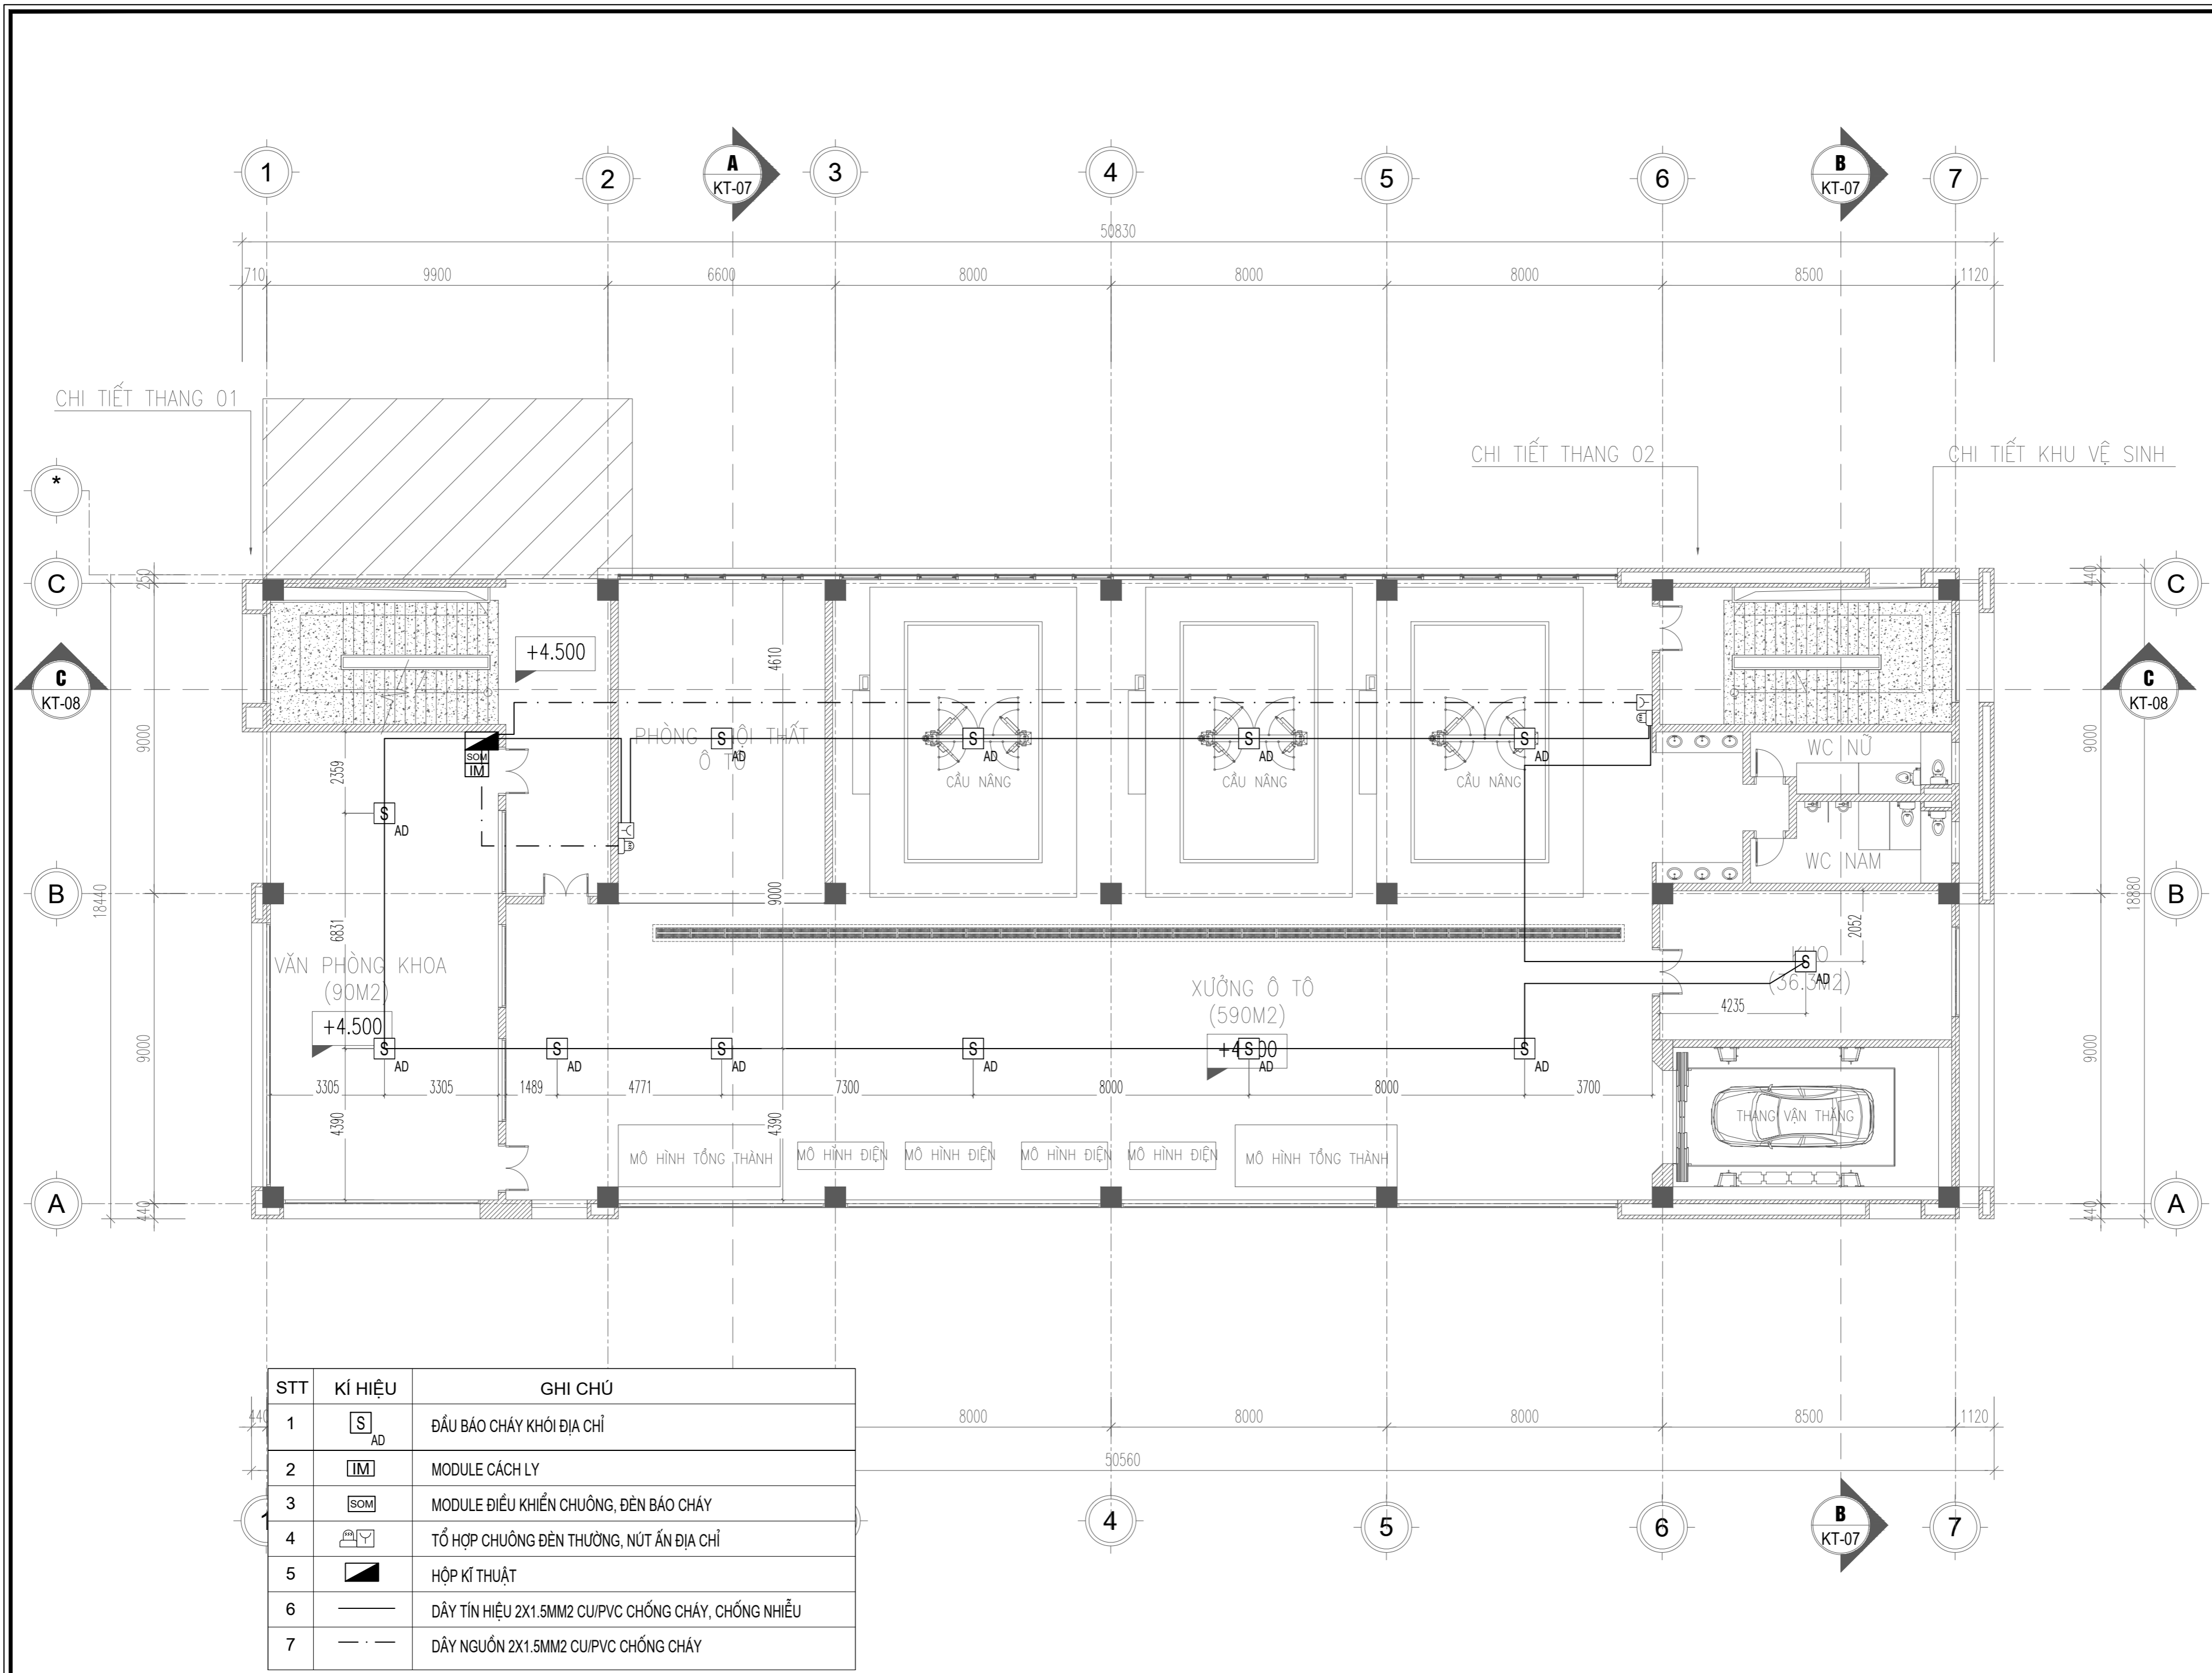 1
2
A
KT-07
3
4
5
6
B
KT-07
7
50830
710
9900
6600
8000
8000
8000
8500
1120
CHI TIẾT THANG 01
CHI TIẾT THANG 02
CHI TIẾT KHU VỆ SINH
*
C
250
440
C
+4.500
4610
C
KT-08
C
KT-08
9000
2359
SOM
IM
PHÒNG NỘI THẤT
Ô TÔ
S
AD
S
AD
S
AD
S
AD
CẦU NÂNG
CẦU NÂNG
CẦU NÂNG
WC NỮ
9000
S
AD
WC NAM
B
18440
9000
18880
B
6831
2052
VĂN PHÒNG KHOA
(90M2)
XƯỞNG Ô TÔ
(590M2)
KHO
(36.3M2)
S
AD
4235
+4.500
9000
9000
S
AD
S
AD
S
AD
S
AD
S
AD
S
AD
3305
3305
1489
4771
7300
8000
8000
3700
4390
4390
THANG VẬN THĂNG
MÔ HÌNH TỔNG THÀNH
MÔ HÌNH ĐIỆN
MÔ HÌNH ĐIỆN
MÔ HÌNH ĐIỆN
MÔ HÌNH ĐIỆN
MÔ HÌNH TỔNG THÀNH
A
440
440
A
STT KÍ HIỆU GHI CHÚ
1 S AD ĐẦU BÁO CHÁY KHÓI ĐỊA CHỈ
2 IM MODULE CÁCH LY
3 SOM MODULE ĐIỀU KHIỂN CHUÔNG, ĐÈN BÁO CHÁY
4 TỔ HỢP CHUÔNG ĐÈN THƯỜNG, NÚT ẤN ĐỊA CHỈ
5 HỘP KĨ THUẬT
6 DÂY TÍN HIỆU 2X1.5MM2 CU/PVC CHỐNG CHÁY, CHỐNG NHIỄU
7 DÂY NGUỒN 2X1.5MM2 CU/PVC CHỐNG CHÁY
440
8000
8000
8000
8500
1120
50560
4
5
6
B
KT-07
7